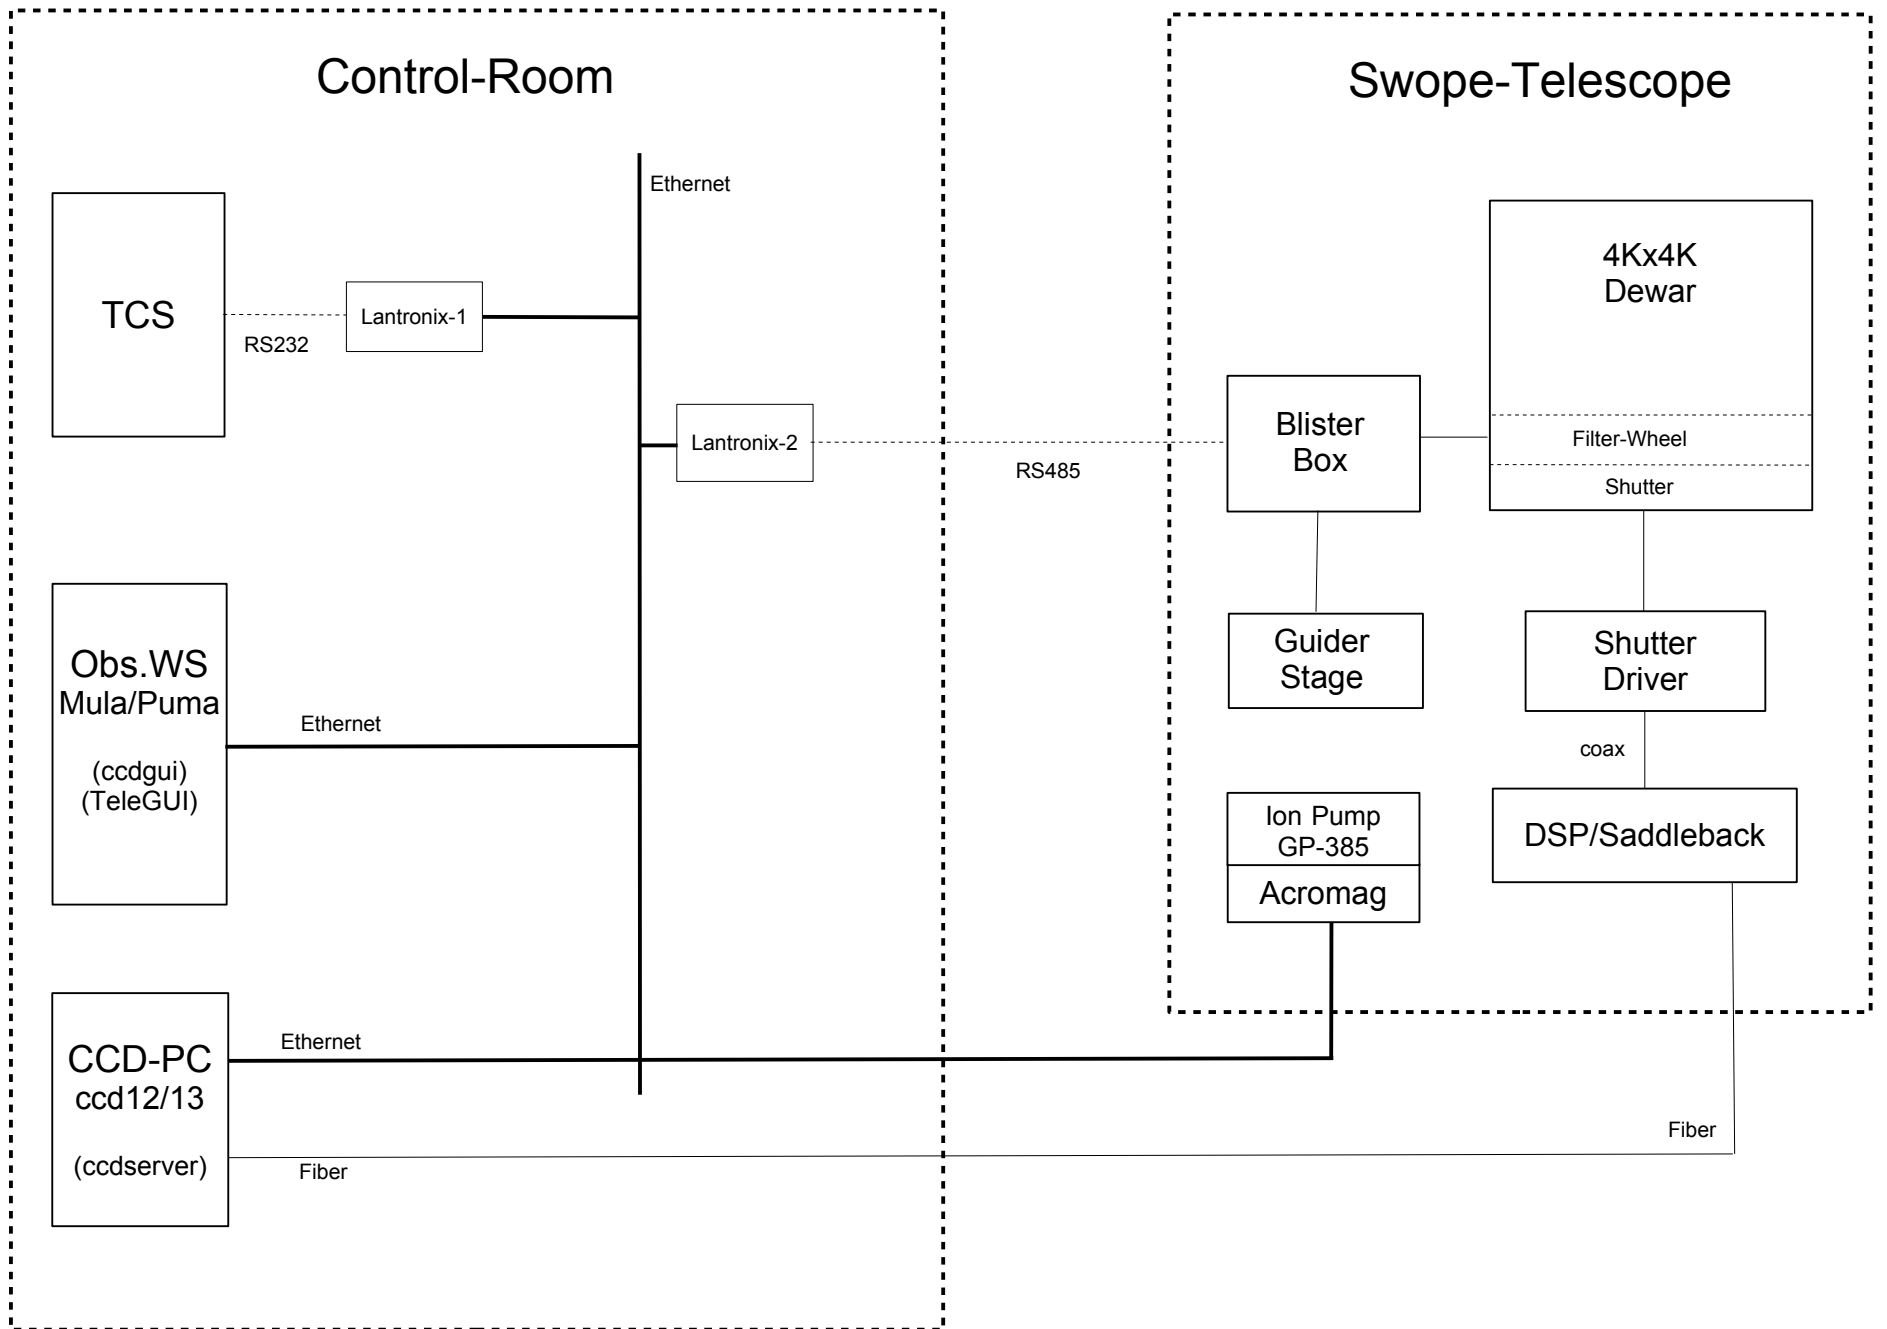 Control-Room
Swope-Telescope
Ethernet
TCS
RS232
Lantronix-1
Lantronix-2
RS485
4Kx4K
Dewar
Filter-Wheel
Shutter
Blister
Box
Guider
Stage
Shutter
Driver
coax
Obs.WS
Mula/Puma
(ccdgui)
(TeleGUI)
Ethernet
Ion Pump
GP-385
Acromag
DSP/Saddleback
CCD-PC
ccd12/13
(ccdserver)
Ethernet
Fiber
Fiber